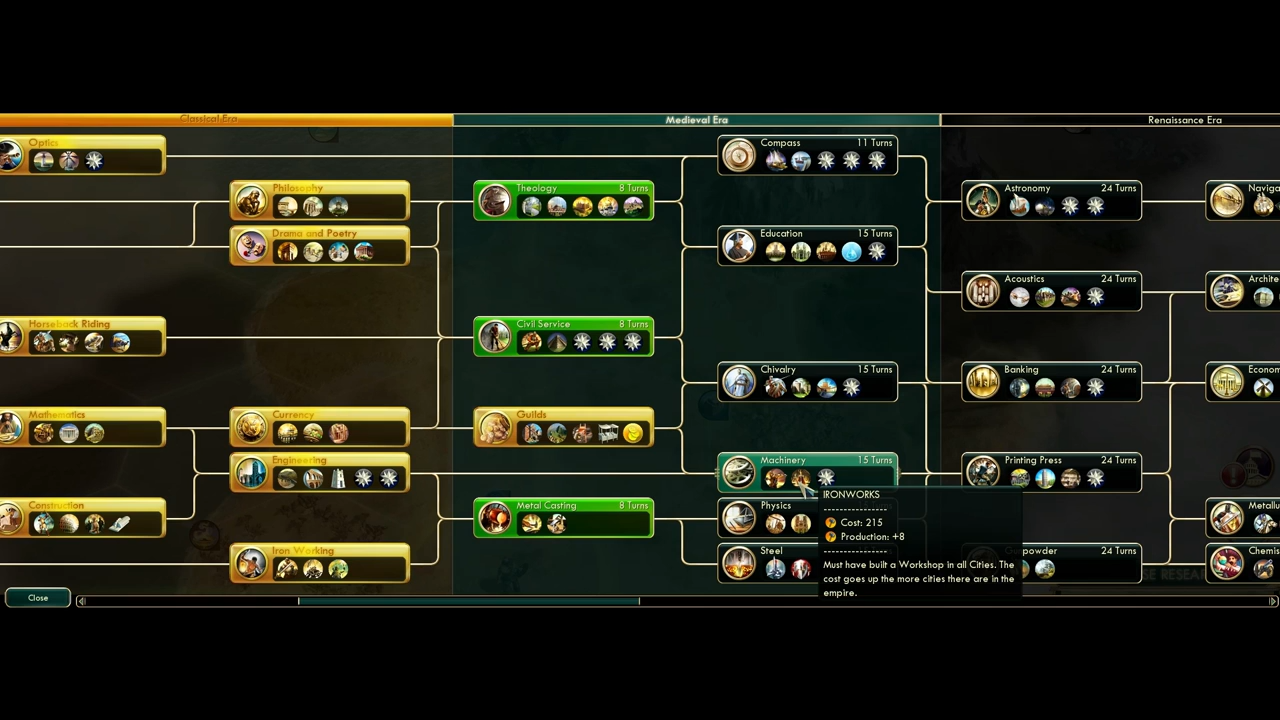 Classical Era
Medieval Era
Renaissance Era
Optics
Compass
11 Turns
Philosophy
Theology
8 Turns
Astronomy
24 Turns
Drama and Poetry
Education
15 Turns
Acoustics
24 Turns
Horseback Riding
Civil Service
8 Turns
Chivalry
15 Turns
Banking
24 Turns
Mathematics
Currency
Guilds
Engineering
Machinery
15 Turns
Printing Press
24 Turns
IRONWORKS
----------------
Cost: 215
Production: +8
----------------
Must have built a Workshop in all Cities. The
cost goes up the more cities there are in the
empire.
Construction
Metal Casting
8 Turns
Physics
Iron Working
Steel
24 Turns
Close